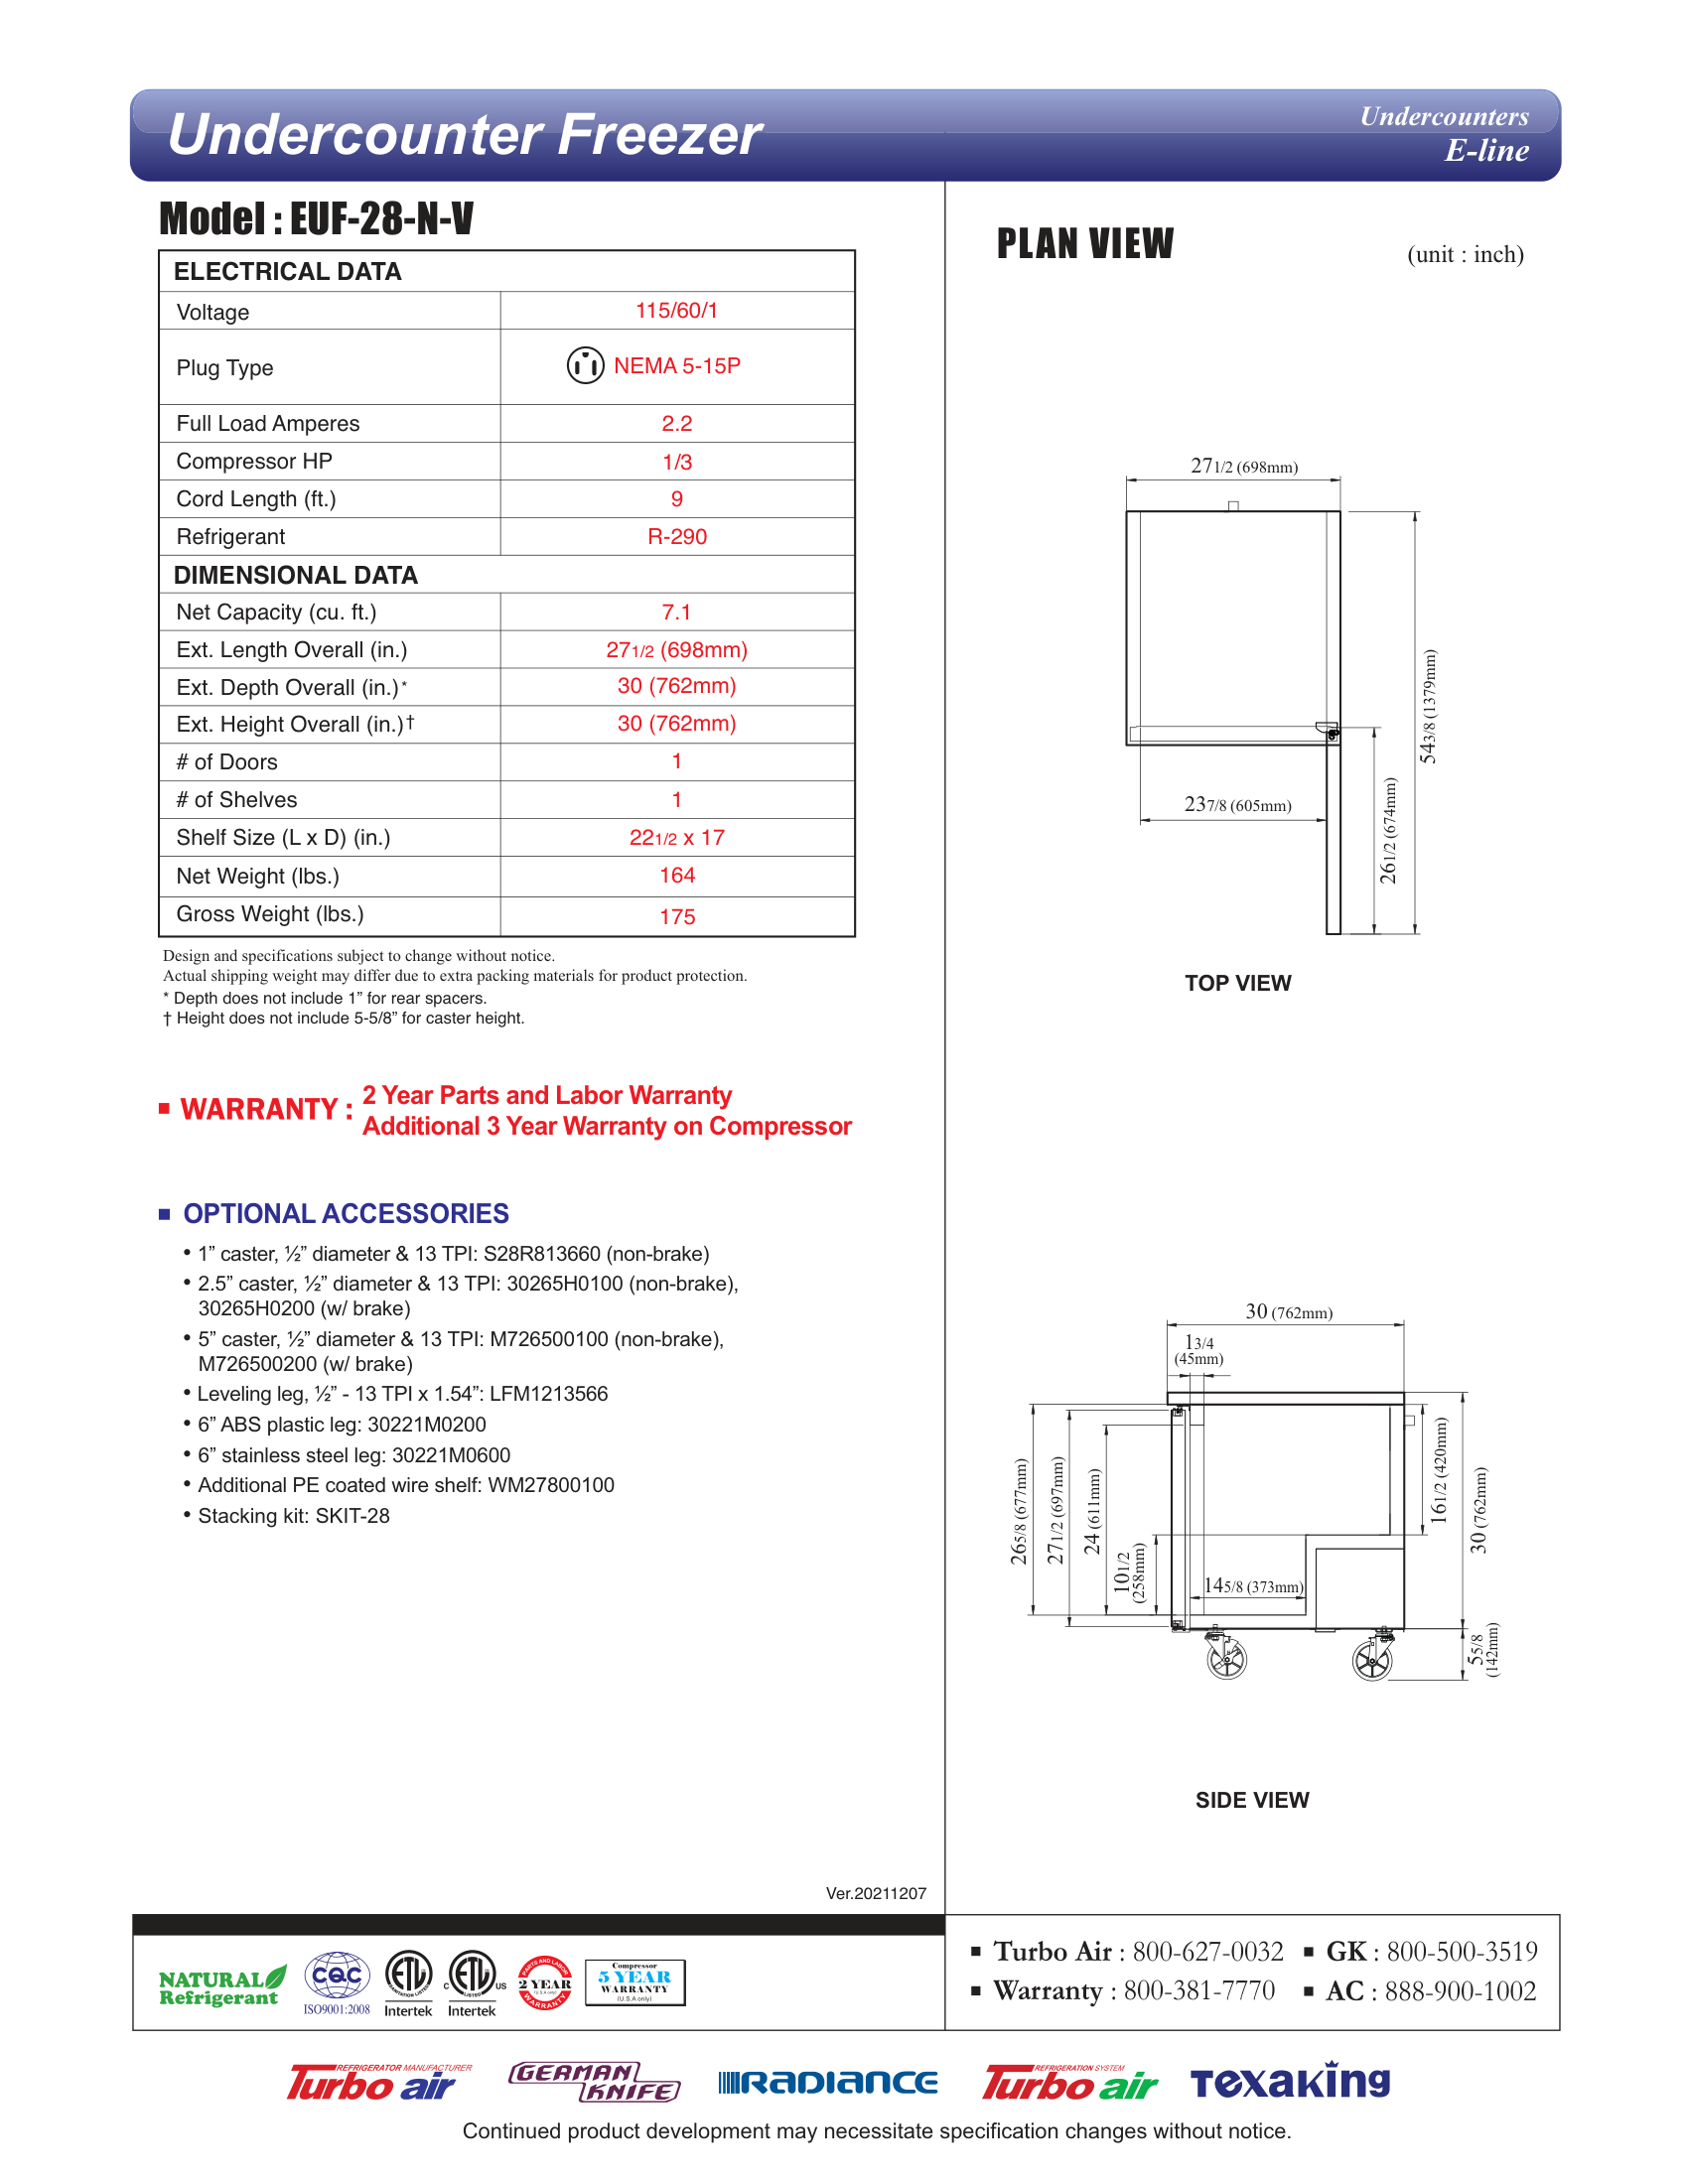 Undercounter Freezer
Undercounters
E-line
Model : EUF-28-N-V
ELECTRICAL DATA
Voltage 115/60/1
Plug Type NEMA 5-15P
Full Load Amperes 2.2
Compressor HP 1/3
Cord Length (ft.) 9
Refrigerant R-290
DIMENSIONAL DATA
Net Capacity (cu. ft.) 7.1
Ext. Length Overall (in.) 27 1/2 (698mm)
Ext. Depth Overall (in.)* 30 (762mm)
Ext. Height Overall (in.)† 30 (762mm)
# of Doors 1
# of Shelves 1
Shelf Size (L x D) (in.) 22 1/2 x 17
Net Weight (lbs.) 164
Gross Weight (lbs.) 175
Design and specifications subject to change without notice.
Actual shipping weight may differ due to extra packing materials for product protection.
* Depth does not include 1” for rear spacers.
† Height does not include 5-5/8” for caster height.
WARRANTY :
2 Year Parts and Labor Warranty
Additional 3 Year Warranty on Compressor
OPTIONAL ACCESSORIES
• 1” caster, ½” diameter & 13 TPI: S28R813660 (non-brake)
• 2.5” caster, ½” diameter & 13 TPI: 30265H0100 (non-brake),
30265H0200 (w/ brake)
• 5” caster, ½” diameter & 13 TPI: M726500100 (non-brake),
M726500200 (w/ brake)
• Leveling leg, ½” - 13 TPI x 1.54”: LFM1213566
• 6” ABS plastic leg: 30221M0200
• 6” stainless steel leg: 30221M0600
• Additional PE coated wire shelf: WM27800100
• Stacking kit: SKIT-28
Ver.20211207
PLAN VIEW
(unit : inch)
27 1/2 (698mm)
54 3/8 (1379mm)
26 1/2 (674mm)
23 7/8 (605mm)
TOP VIEW
30 (762mm)
1 3/4
(45mm)
26 5/8 (677mm)
27 1/2 (697mm)
24 (611mm)
10 1/2
(258mm)
14 5/8 (373mm)
16 1/2 (420mm)
30 (762mm)
5 5/8
(142mm)
SIDE VIEW
NATURAL
Refrigerant
CQC
ISO9001:2008
ETL
SANITATION LISTED
Intertek
C ETL US
LISTED
Intertek
PARTS AND LABOR
2 YEAR
(U.S.A only)
WARRANTY
Compressor
5 YEAR
WARRANTY
(U.S.A only)
Turbo Air : 800-627-0032
GK : 800-500-3519
Warranty : 800-381-7770
AC : 888-900-1002
REFRIGERATOR MANUFACTURER
Turbo air
GERMAN
KNIFE
RADIANCE
REFRIGERATION SYSTEM
Turbo air
Texaking
Continued product development may necessitate specification changes without notice.